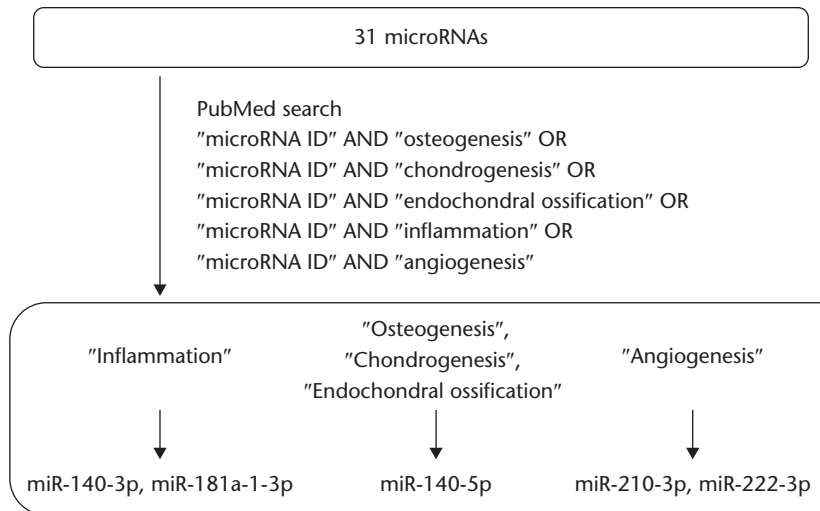 31 microRNAs
PubMed search
"microRNA ID" AND "osteogenesis" OR
"microRNA ID" AND "chondrogenesis" OR
"microRNA ID" AND "endochondral ossification" OR
"microRNA ID" AND "inflammation" OR
"microRNA ID" AND "angiogenesis"
"Inflammation"
"Osteogenesis",
"Chondrogenesis",
"Endochondral ossification"
"Angiogenesis"
miR-140-3p, miR-181a-1-3p
miR-140-5p
miR-210-3p, miR-222-3p